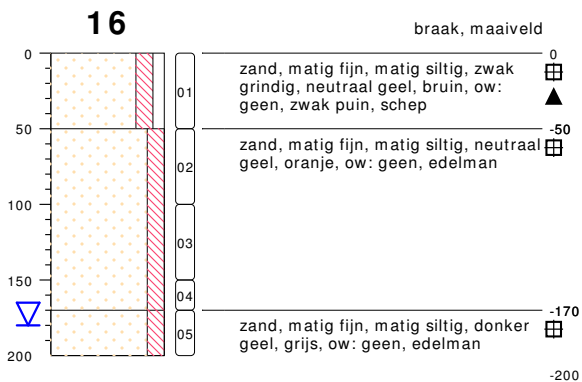 16
braak, maaiveld
0
0
zand, matig fijn, matig siltig, zwak
grindig, neutraal geel, bruin, ow:
geen, zwak puin, schep
01
50
-50
zand, matig fijn, matig siltig, neutraal
geel, oranje, ow: geen, edelman
02
100
03
150
04
-170
zand, matig fijn, matig siltig, donker
geel, grijs, ow: geen, edelman
05
200
-200